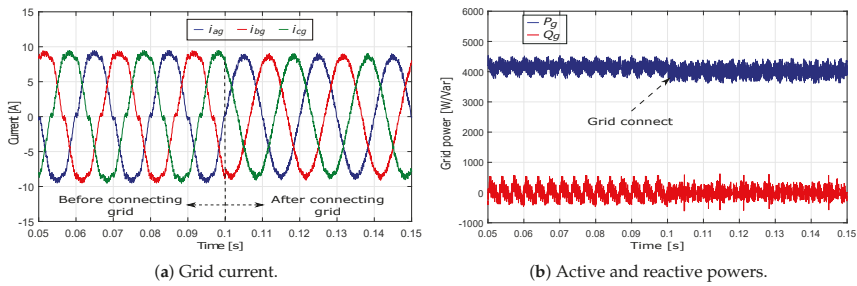 i_ag i_bg i_cg
15
10
5
0
-5
-10
-15
Current [A]
Before connecting
grid
After connecting
grid
0.05 0.06 0.07 0.08 0.09 0.1 0.11 0.12 0.13 0.14 0.15
Time [s]
(a) Grid current.
P_g
Q_g
6000
5000
4000
3000
2000
1000
0
-1000
Grid power [W/Var]
Grid connect
0.05 0.06 0.07 0.08 0.09 0.1 0.11 0.12 0.13 0.14 0.15
Time [s]
(b) Active and reactive powers.